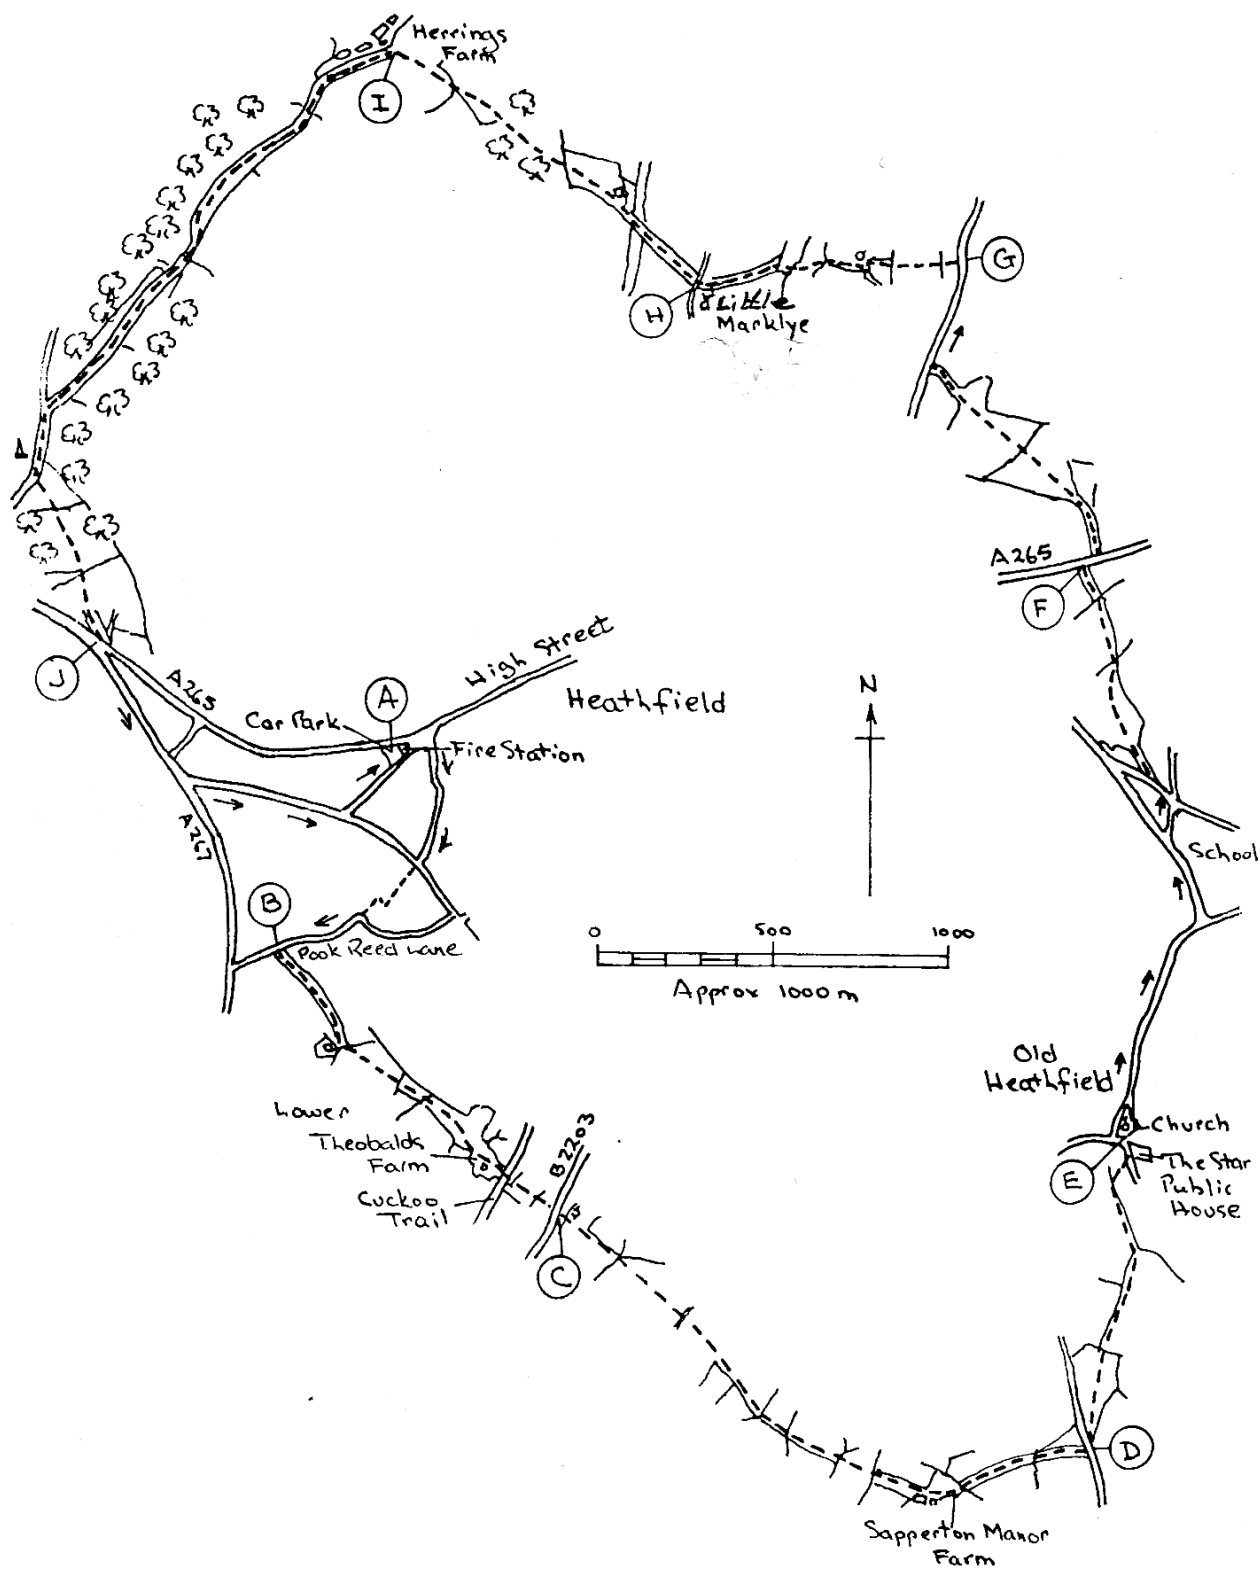 Herrings
Farm
I
G
H
Little
Marklye
A265
F
J
A265
A
High Street
Car Park
Heathfield
Fire Station
N
A267
School
B
Pook Reed Lane
0 500 1000
Approx 1000 m
Old
Heathfield
Lower
Theobalds
Farm
Cuckoo
Trail
B2203
Church
The Star
Public
House
E
C
D
Sapperton Manor
Farm